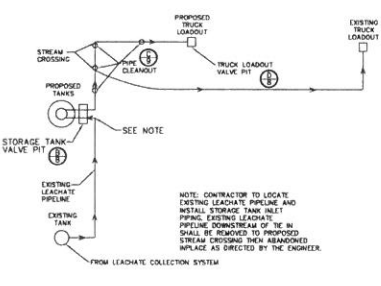 PROPOSED
TRUCK
LOADOUT
EXISTING
TRUCK
LOADOUT
STREAM
CROSSING
PIPE
CLEANOUT
TRUCK LOADOUT
VALVE PIT
PROPOSED
TANKS
SEE NOTE
STORAGE TANK
VALVE PIT
EXISTING
LEACHATE
PIPELINE
EXISTING
TANK
FROM LEACHATE COLLECTION SYSTEM
NOTE: CONTRACTOR TO LOCATE
EXISTING LEACHATE PIPELINE AND
INSTALL STORAGE TANK INLET
PIPING. EXISTING LEACHATE
PIPELINE DOWNSTREAM OF TIE IN
SHALL BE REMOVED TO PROPOSED
STREAM CROSSING THEN ABANDONED
INPLACE AS DIRECTED BY THE ENGINEER.